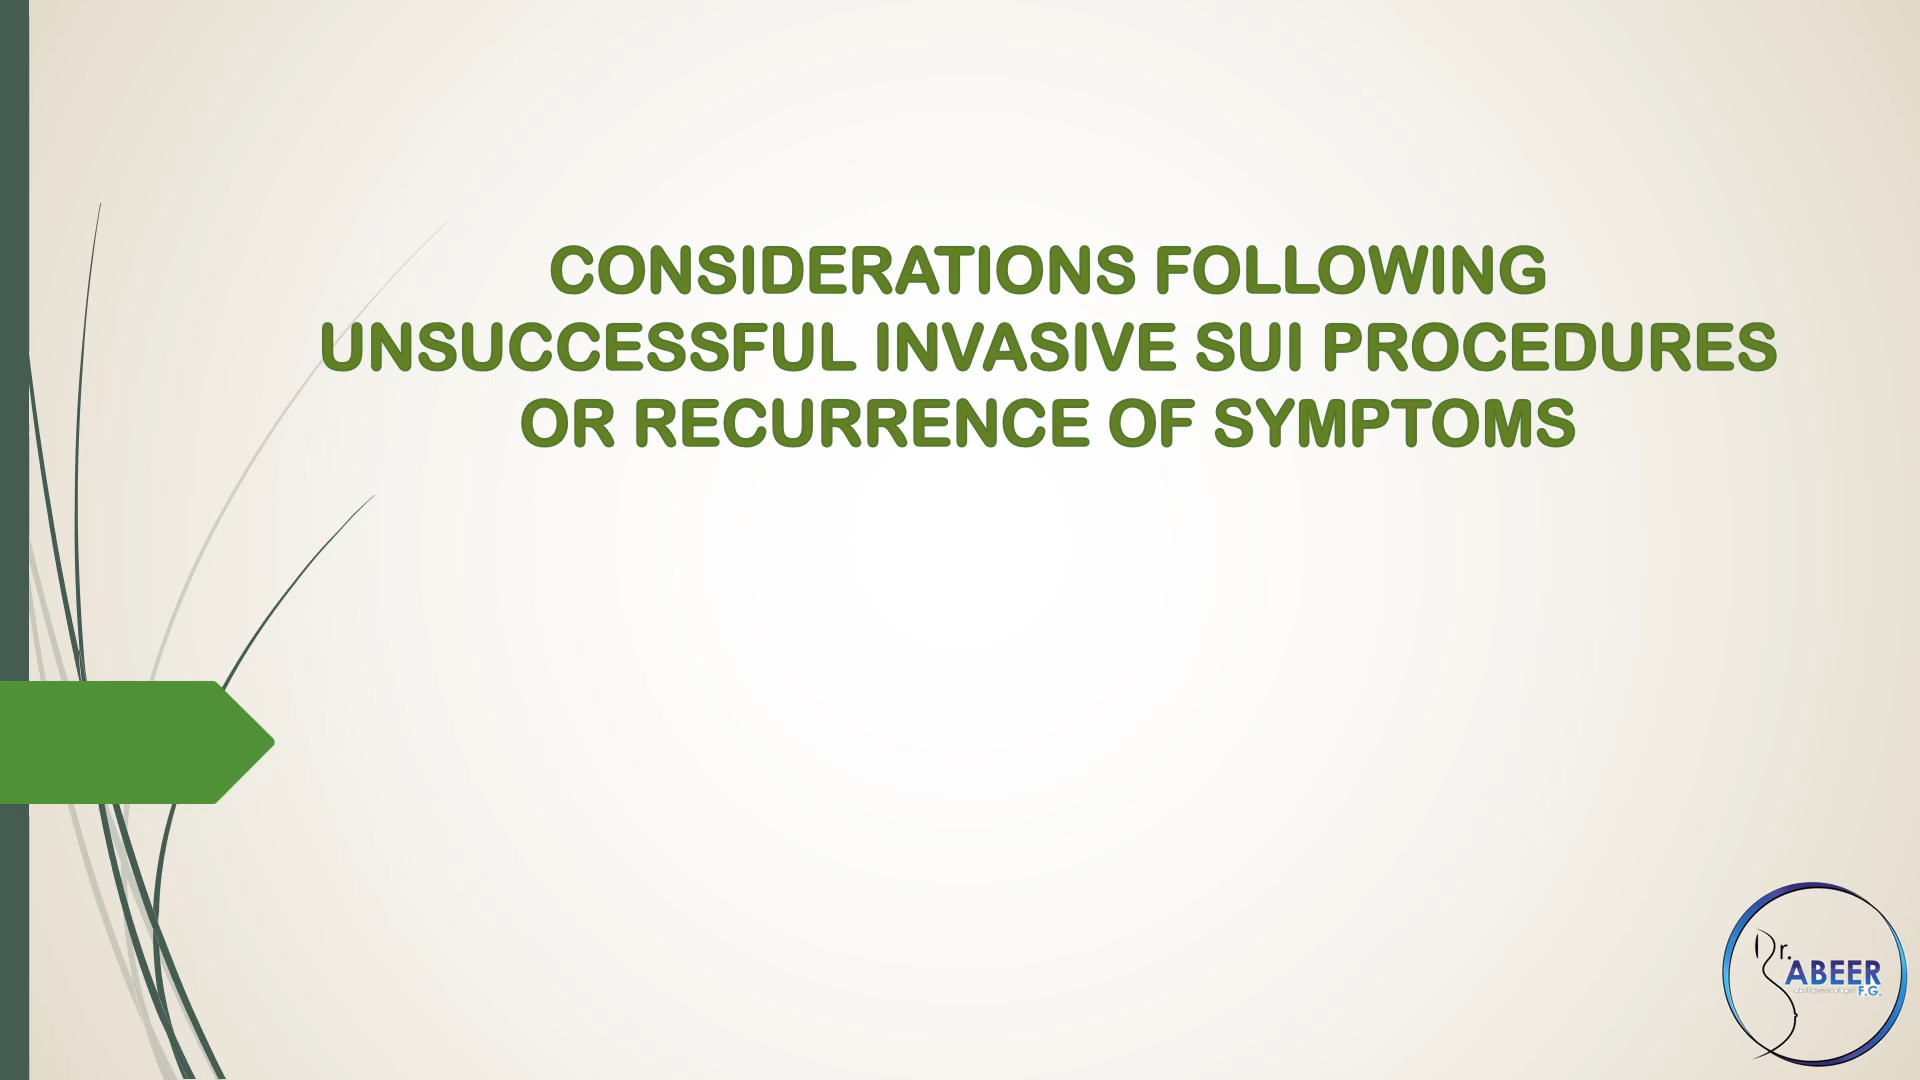 CONSIDERATIONS FOLLOWING
UNSUCCESSFUL INVASIVE SUI PROCEDURES
OR RECURRENCE OF SYMPTOMS
Dr.
ABEER
F.G.